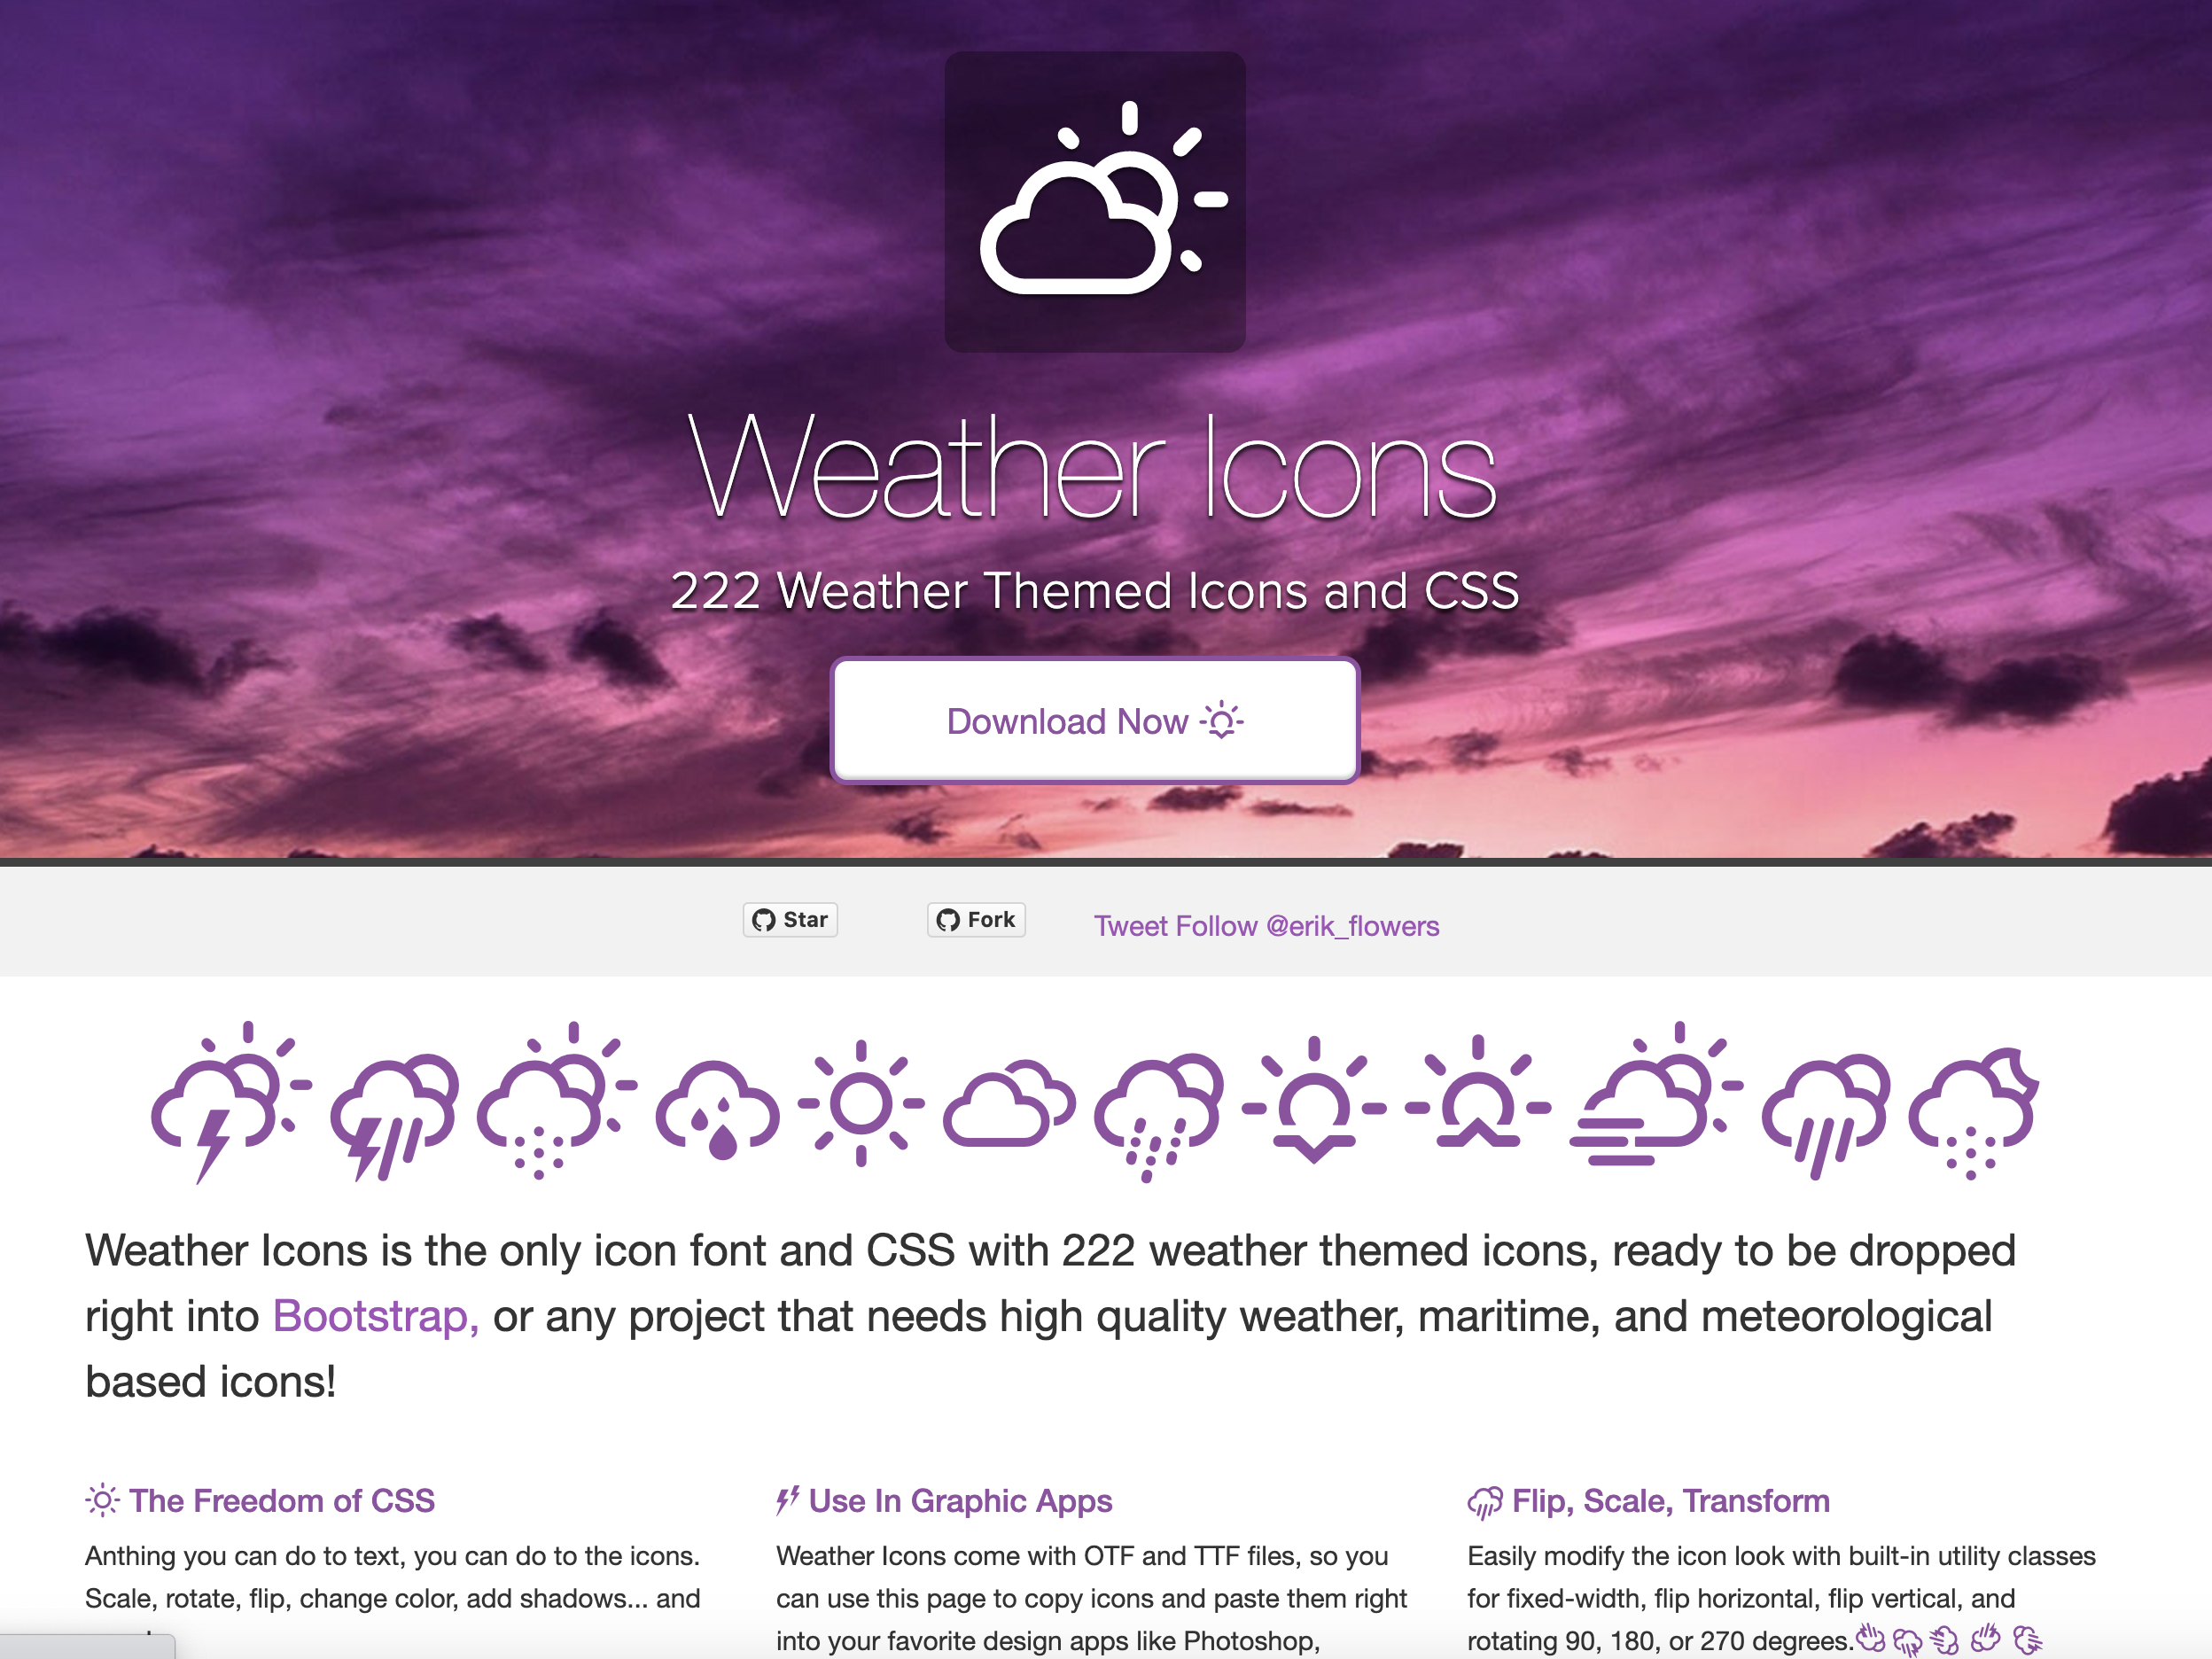 Weather Icons
222 Weather Themed Icons and CSS
Download Now
Star
Fork
Tweet Follow @erik_flowers
Weather Icons is the only icon font and CSS with 222 weather themed icons, ready to be dropped
right into Bootstrap, or any project that needs high quality weather, maritime, and meteorological
based icons!
The Freedom of CSS
Anthing you can do to text, you can do to the icons.
Scale, rotate, flip, change color, add shadows... and
Use In Graphic Apps
Weather Icons come with OTF and TTF files, so you
can use this page to copy icons and paste them right
into your favorite design apps like Photoshop,
Flip, Scale, Transform
Easily modify the icon look with built-in utility classes
for fixed-width, flip horizontal, flip vertical, and
rotating 90, 180, or 270 degrees.